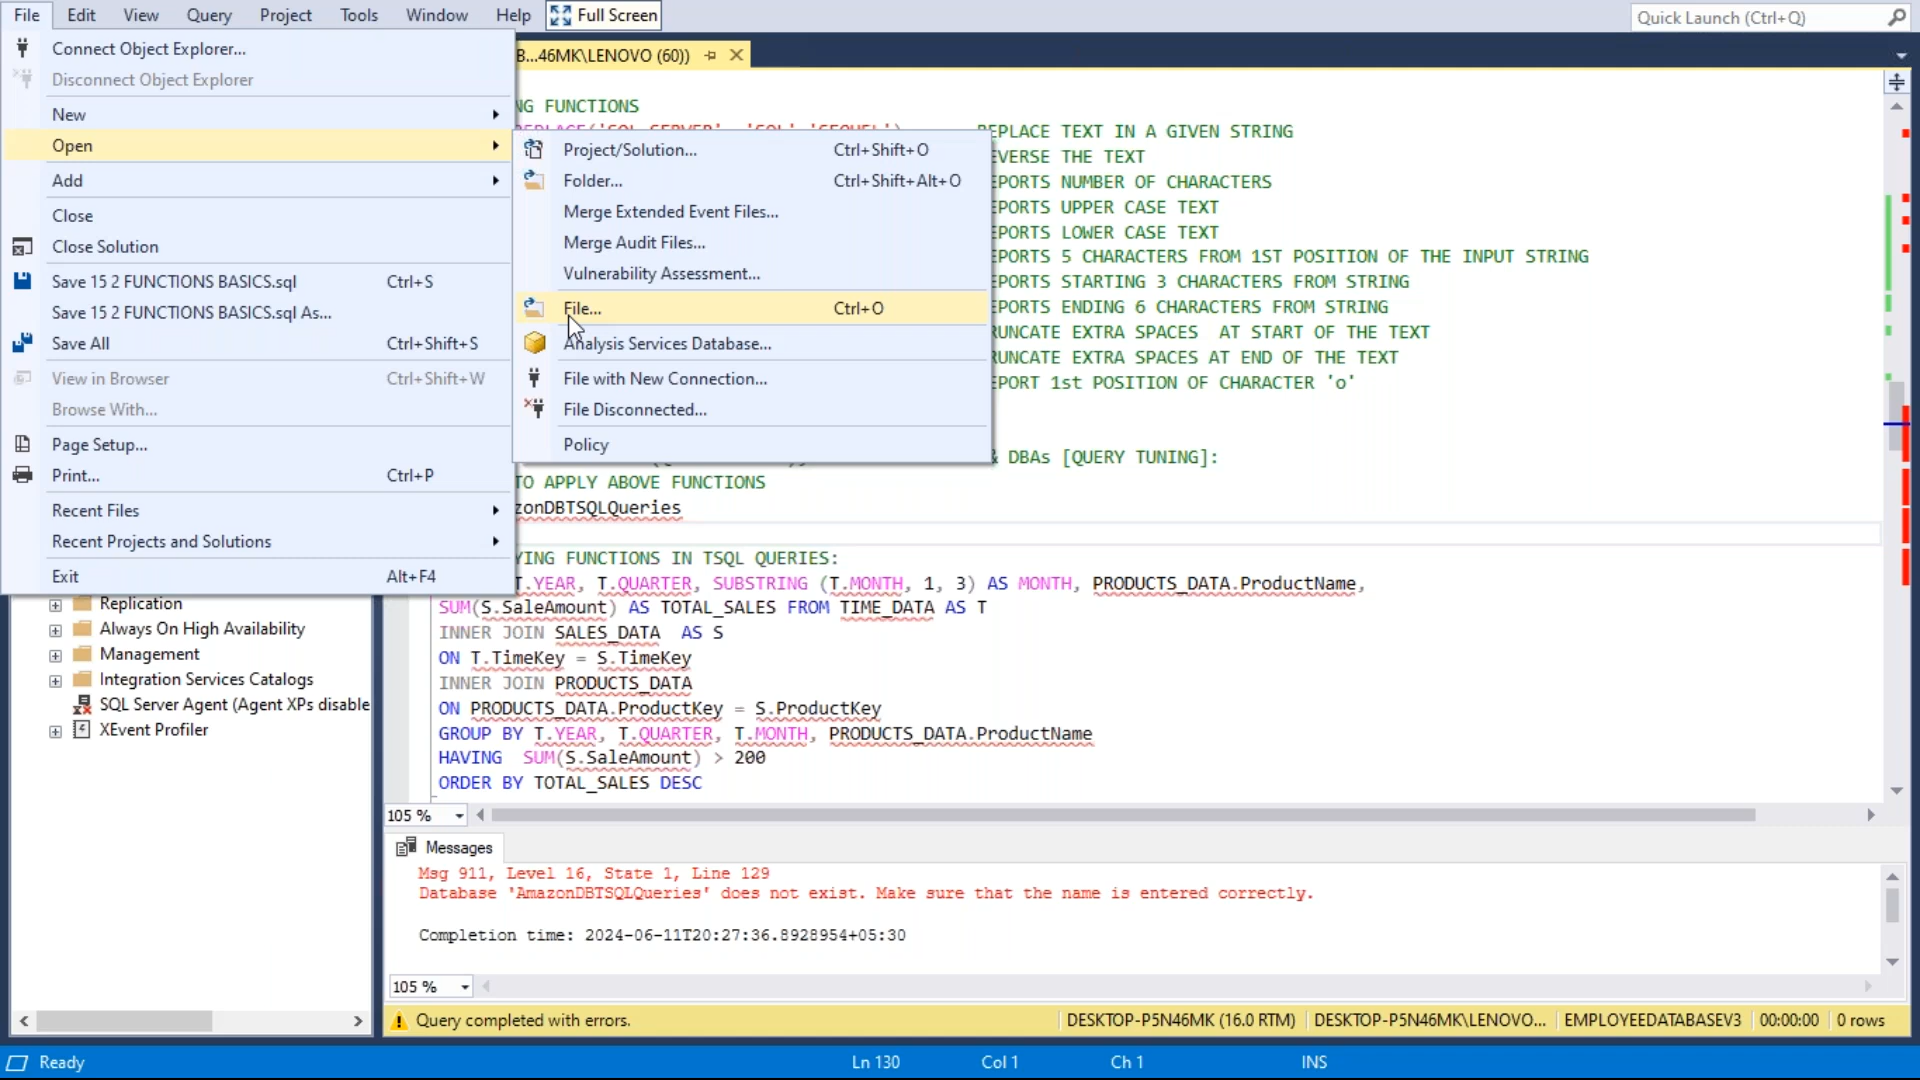 File Edit View Query Project Tools Window Help Full Screen
Quick Launch (Ctrl+Q)
B...46MK\LENOVO (60))
Connect Object Explorer...
Disconnect Object Explorer
New
Open
Add
Close
Close Solution
Save 15 2 FUNCTIONS BASICS.sql Ctrl+S
Save 15 2 FUNCTIONS BASICS.sql As...
Save All Ctrl+Shift+S
View in Browser Ctrl+Shift+W
Browse With...
Page Setup...
Print... Ctrl+P
Recent Files
Recent Projects and Solutions
Exit Alt+F4
Project/Solution... Ctrl+Shift+O
Folder... Ctrl+Shift+Alt+O
Merge Extended Event Files...
Merge Audit Files...
Vulnerability Assessment...
File... Ctrl+O
Analysis Services Database...
File with New Connection...
File Disconnected...
Policy
NG FUNCTIONS
REPLACE('SQL SERVER', 'SQL','SEQUEL') REPLACE TEXT IN A GIVEN STRING
EVERSE THE TEXT
EPORTS NUMBER OF CHARACTERS
EPORTS UPPER CASE TEXT
EPORTS LOWER CASE TEXT
EPORTS 5 CHARACTERS FROM 1ST POSITION OF THE INPUT STRING
EPORTS STARTING 3 CHARACTERS FROM STRING
EPORTS ENDING 6 CHARACTERS FROM STRING
RUNCATE EXTRA SPACES AT START OF THE TEXT
RUNCATE EXTRA SPACES AT END OF THE TEXT
EPORT 1st POSITION OF CHARACTER 'o'
& DBAs [QUERY TUNING]:
TO APPLY ABOVE FUNCTIONS
zonDBTSQLQueries
YING FUNCTIONS IN TSQL QUERIES:
T.YEAR, T.QUARTER, SUBSTRING (T.MONTH, 1, 3) AS MONTH, PRODUCTS_DATA.ProductName,
SUM(S.SaleAmount) AS TOTAL_SALES FROM TIME_DATA AS T
INNER JOIN SALES_DATA AS S
ON T.TimeKey = S.TimeKey
INNER JOIN PRODUCTS_DATA
ON PRODUCTS_DATA.ProductKey = S.ProductKey
GROUP BY T.YEAR, T.QUARTER, T.MONTH, PRODUCTS_DATA.ProductName
HAVING SUM(S.SaleAmount) > 200
ORDER BY TOTAL_SALES DESC
Replication
Always On High Availability
Management
Integration Services Catalogs
SQL Server Agent (Agent XPs disable
XEvent Profiler
105 %
Messages
Msg 911, Level 16, State 1, Line 129
Database 'AmazonDBTSQLQueries' does not exist. Make sure that the name is entered correctly.
Completion time: 2024-06-11T20:27:36.8928954+05:30
105 %
Query completed with errors. DESKTOP-P5N46MK (16.0 RTM) DESKTOP-P5N46MK\LENOVO... EMPLOYEEDATABASEV3 00:00:00 0 rows
Ready Ln 130 Col 1 Ch 1 INS